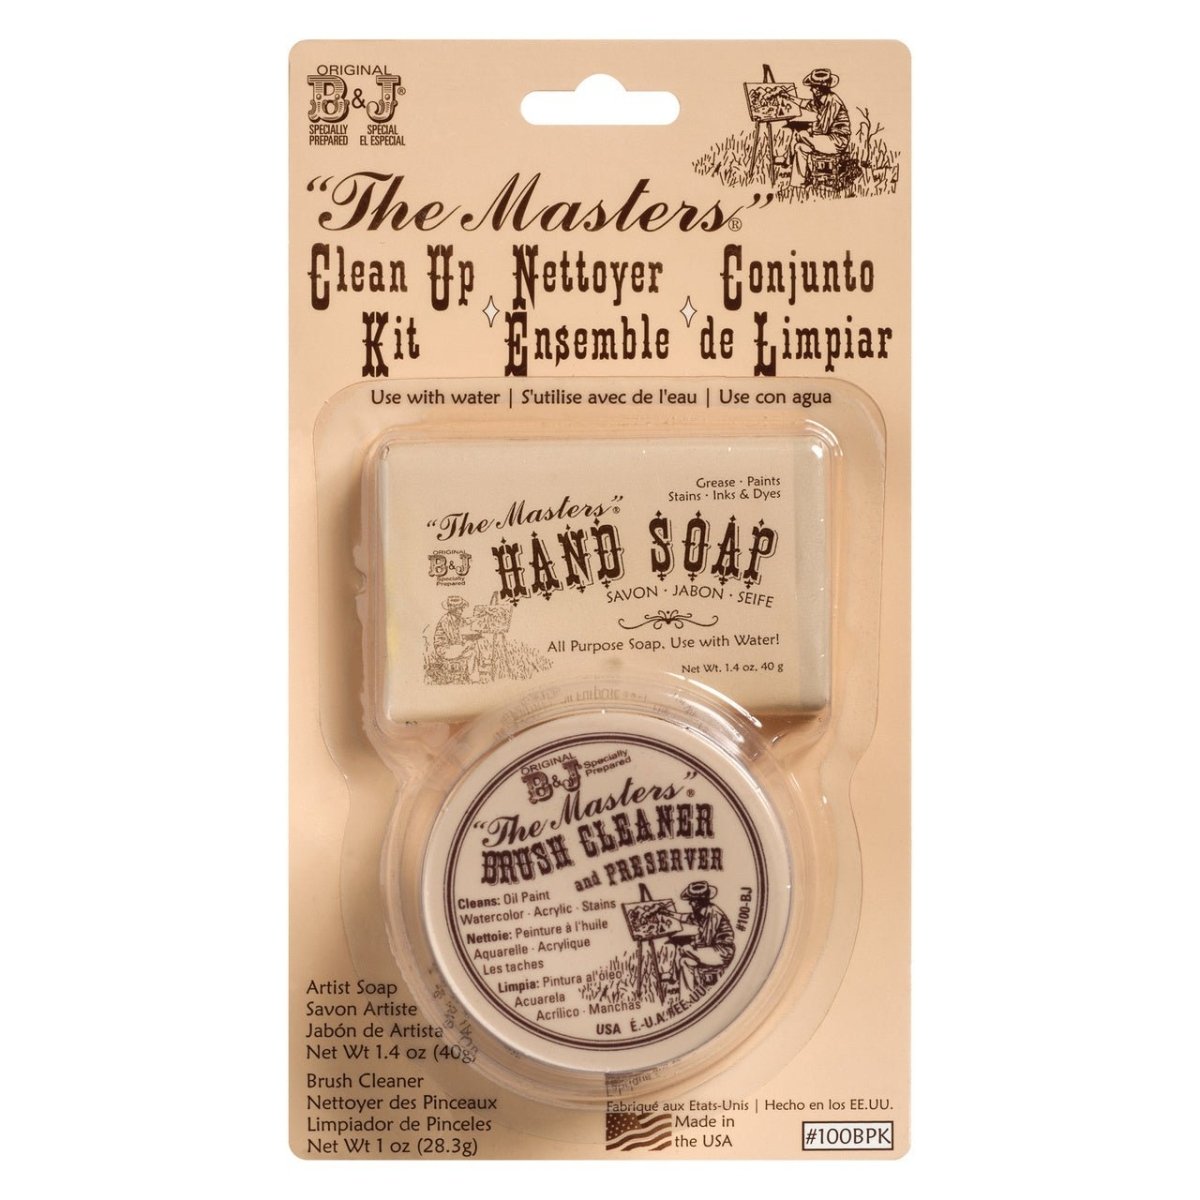 ORIGINAL
B&J®
SPECIALLY PREPARED
SPECIAL EL ESPECIAL
"The Masters®"
Clean Up Kit
Nettoyer Ensemble
Conjunto de Limpiar
Use with water | S'utilise avec de l'eau | Use con agua
Grease · Paints
Stains · Inks & Dyes
"The Masters"®
ORIGINAL
B&J
Specially
Prepared
HAND SOAP
SAVON · JABON · SEIFE
All Purpose Soap, Use with Water!
Net Wt. 1.4 oz. 40 g
ORIGINAL
B&J®
Specially
Prepared
"The Masters"®
BRUSH CLEANER
and PRESERVER
Cleans: Oil Paint
Watercolor · Acrylic · Stains
Nettoie: Peinture à l'huile
Aquarelle · Acrylique
Les taches
Limpia: Pintura al'óleo
Acuarela
Acrílico · Manchas
USA É.-U.A. EE.UU.
#100-BJ
Artist Soap
Savon Artiste
Jabón de Artista
Net Wt 1.4 oz (40g)
Brush Cleaner
Nettoyer des Pinceaux
Limpiador de Pinceles
Net Wt 1 oz (28.3g)
Fabriqué aux Etats-Unis | Hecho en los EE.UU.
Made in
the USA
#100BPK